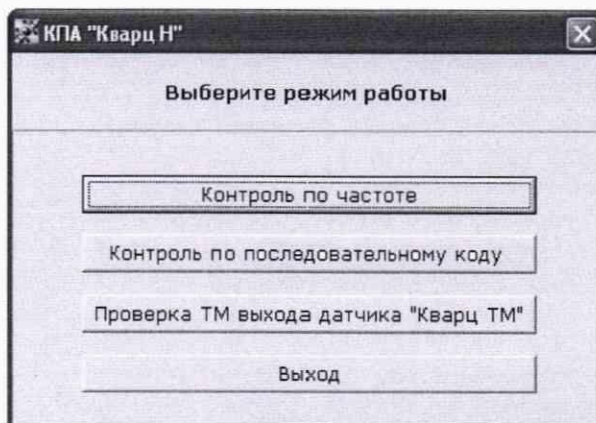 КПА "Кварц Н"
Выберите режим работы
Контроль по частоте
Контроль по последовательному коду
Проверка ТМ выхода датчика "Кварц ТМ"
Выход